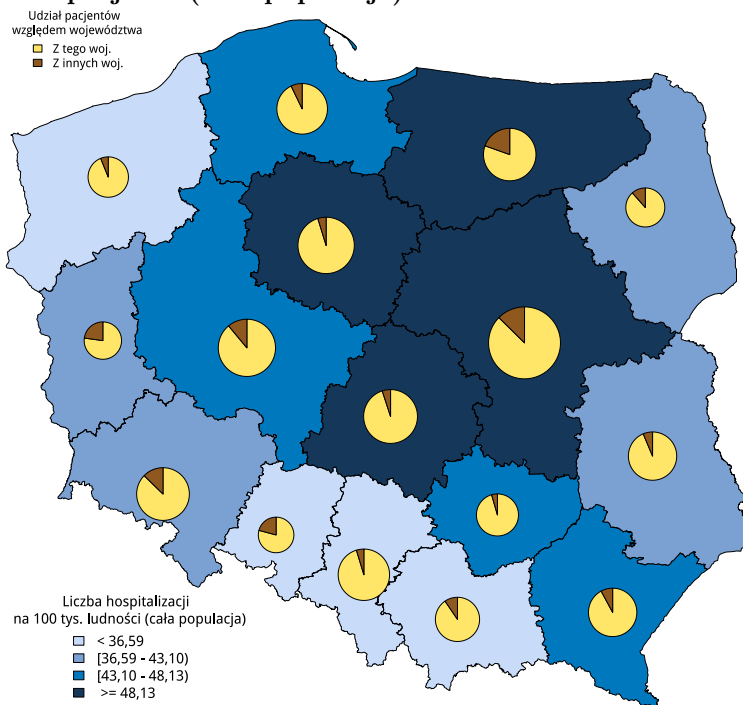 Udział pacjentów
względem województwa
Z tego woj.
Z innych woj.
Liczba hospitalizacji
na 100 tys. ludności (cała populacja)
< 36,59
[36,59 - 43,10)
[43,10 - 48,13)
>= 48,13